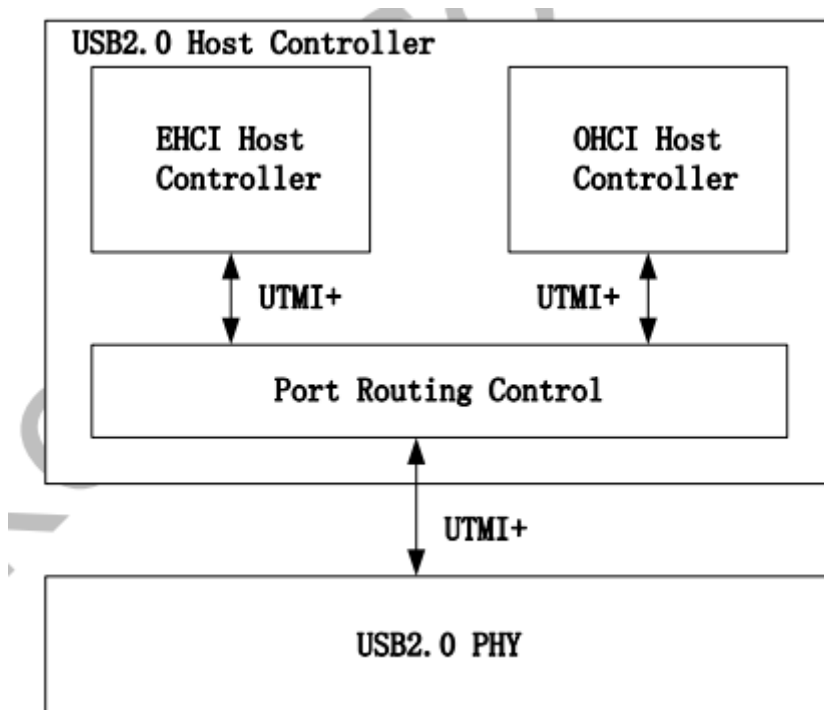 USB2.0 Host Controller
EHCI Host
Controller
OHCI Host
Controller
UTMI+
UTMI+
Port Routing Control
UTMI+
USB2.0 PHY